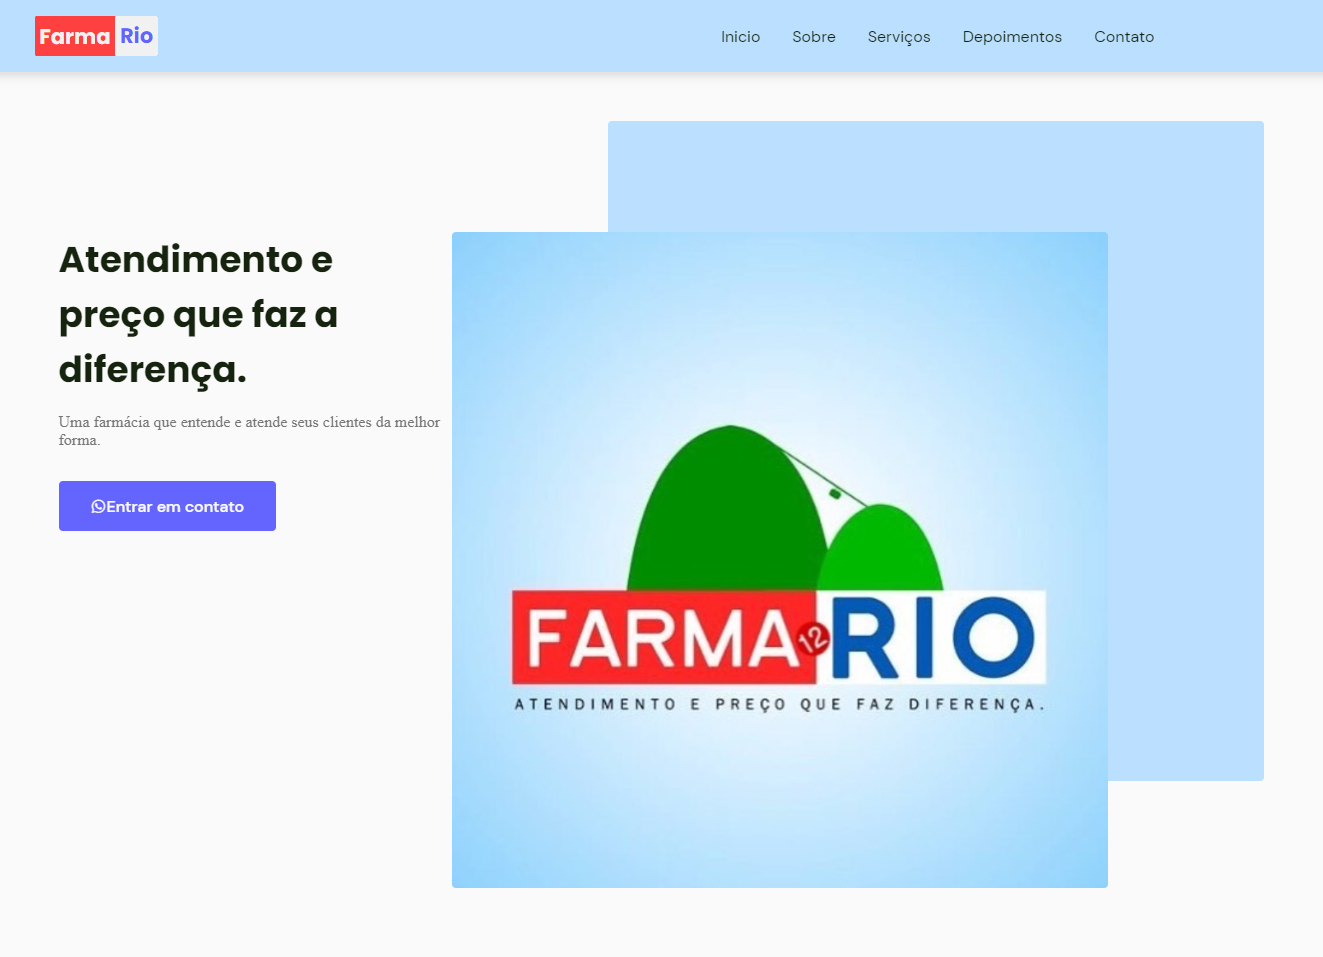 Farma Rio
Inicio Sobre Serviços Depoimentos Contato
Atendimento e
preço que faz a
diferença.
Uma farmácia que entende e atende seus clientes da melhor
forma.
Entrar em contato
FARMA 12 RIO
ATENDIMENTO E PREÇO QUE FAZ DIFERENÇA.